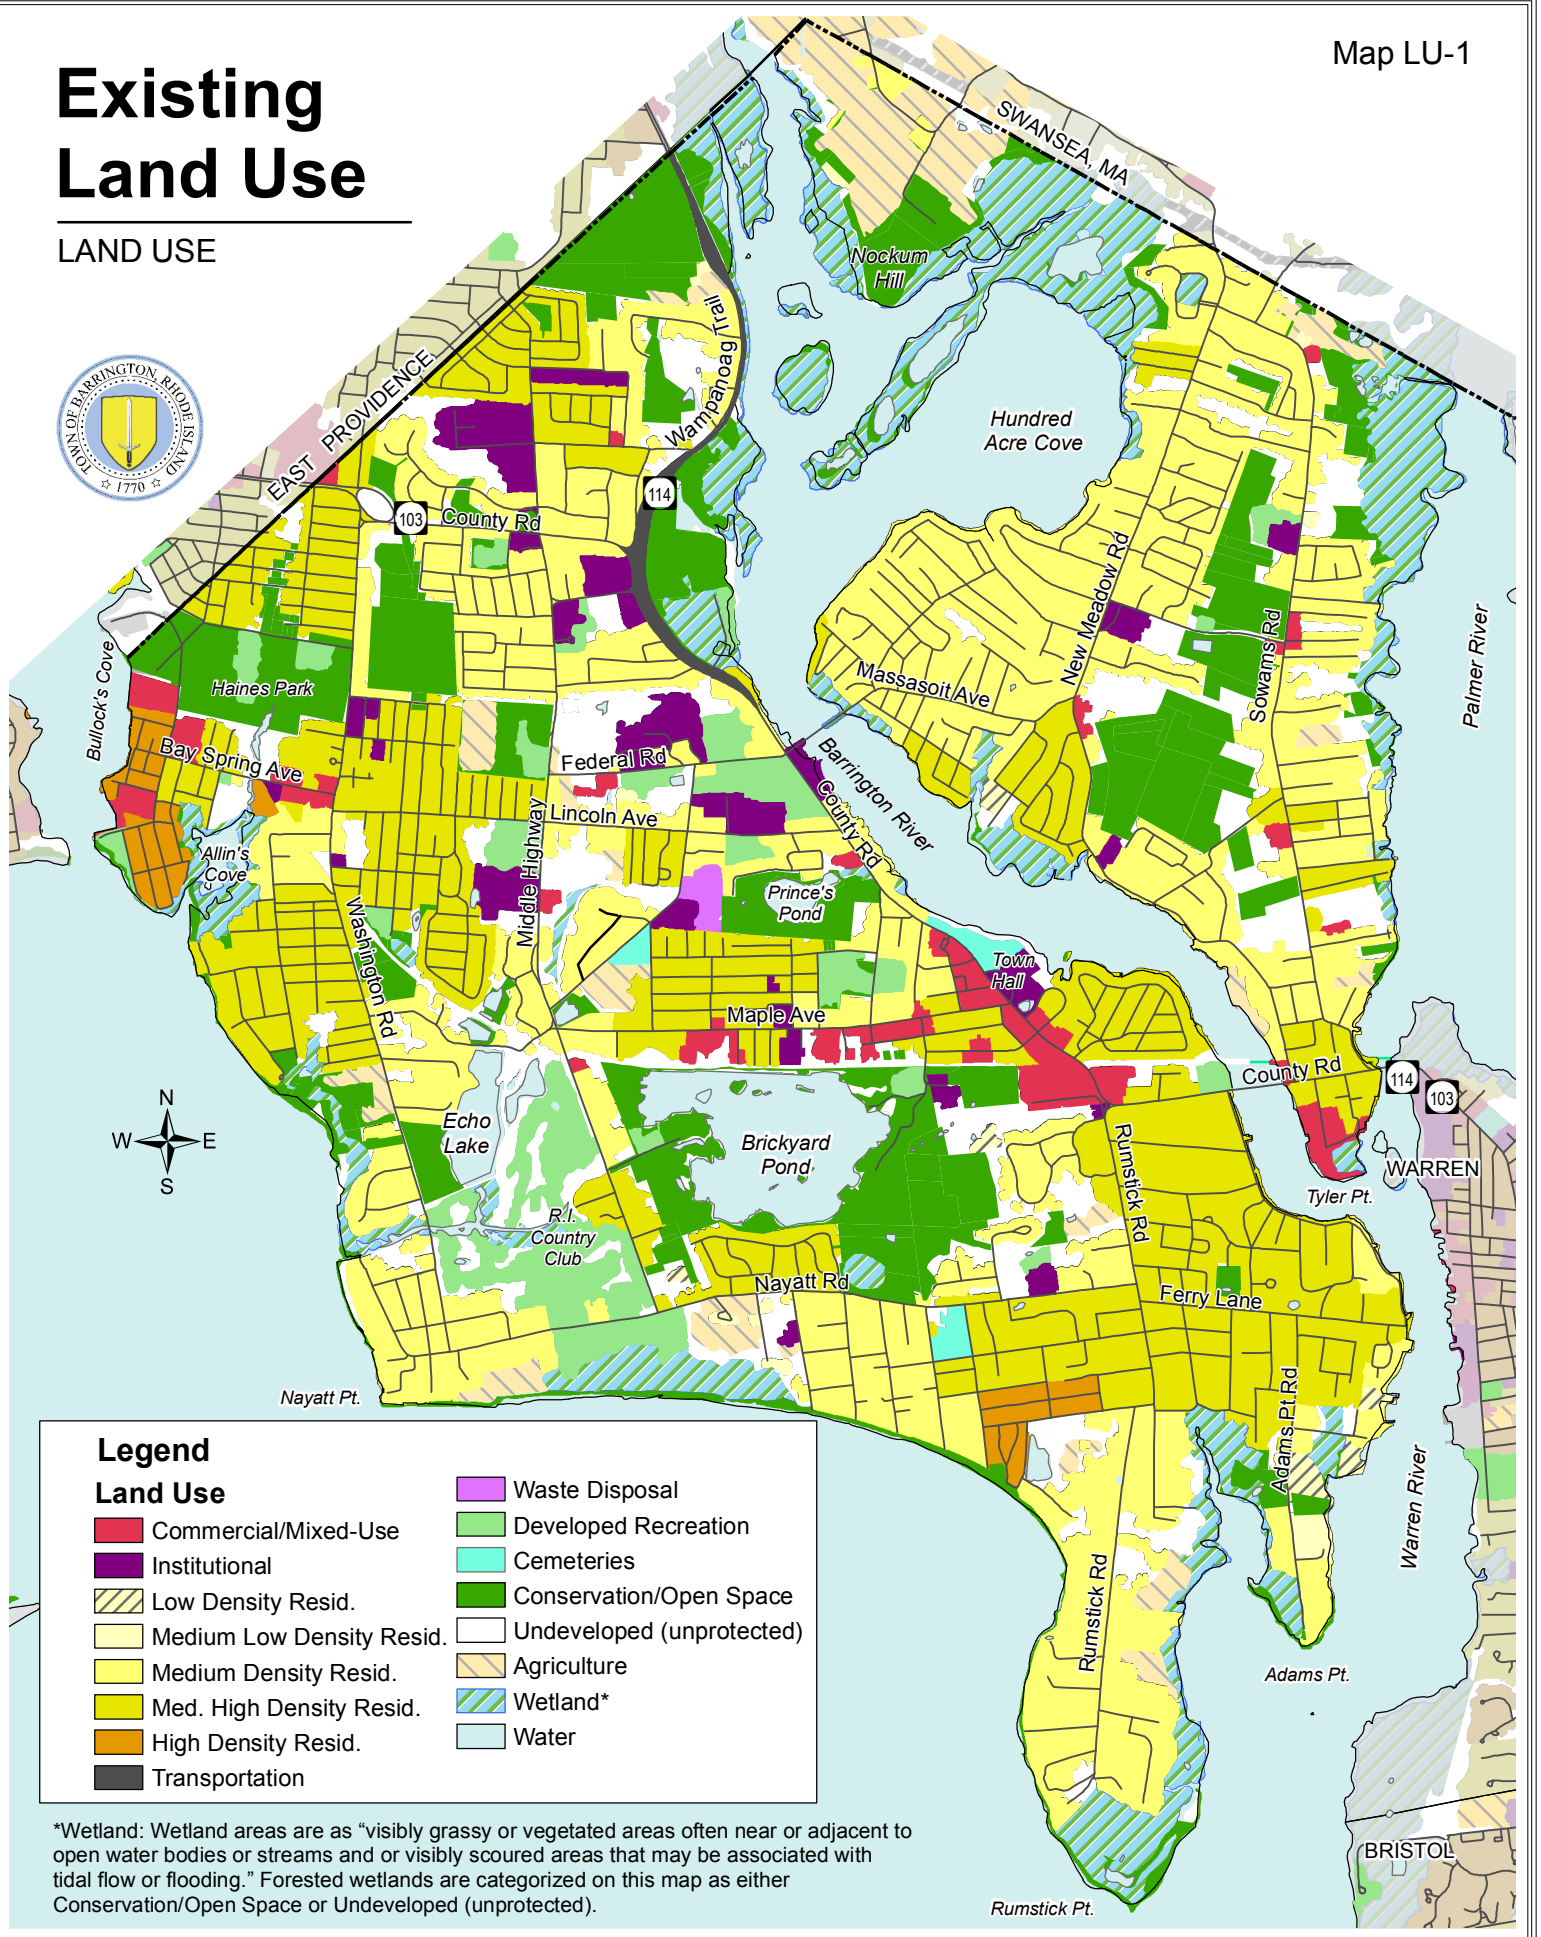 Existing
Land Use
LAND USE
Map LU-1
SWANSEA, MA
TOWN OF BARRINGTON, RHODE ISLAND
☆ 1770 ☆
EAST PROVIDENCE
Nockum
Hill
Wampanoag Trail
Hundred
Acre Cove
114
103
County Rd
New Meadow Rd
Sowams Rd
Palmer River
Bullock's Cove
Haines Park
Massasoit Ave
Bay Spring Ave
Federal Rd
Barrington River
County Rd
Lincoln Ave
Middle Highway
Allin's
Cove
Prince's
Pond
Washington Rd
Town
Hall
Maple Ave
County Rd
114
103
N
W E
S
Echo
Lake
Brickyard
Pond
Rumstick Rd
WARREN
Tyler Pt.
R.I.
Country
Club
Nayatt Rd
Ferry Lane
Nayatt Pt.
Adams Pt Rd
Warren River
Rumstick Rd
Adams Pt.
BRISTOL
Rumstick Pt.
Legend
Land Use
Commercial/Mixed-Use
Institutional
Low Density Resid.
Medium Low Density Resid.
Medium Density Resid.
Med. High Density Resid.
High Density Resid.
Transportation
Waste Disposal
Developed Recreation
Cemeteries
Conservation/Open Space
Undeveloped (unprotected)
Agriculture
Wetland*
Water
*Wetland: Wetland areas are as “visibly grassy or vegetated areas often near or adjacent to
open water bodies or streams and or visibly scoured areas that may be associated with
tidal flow or flooding.” Forested wetlands are categorized on this map as either
Conservation/Open Space or Undeveloped (unprotected).